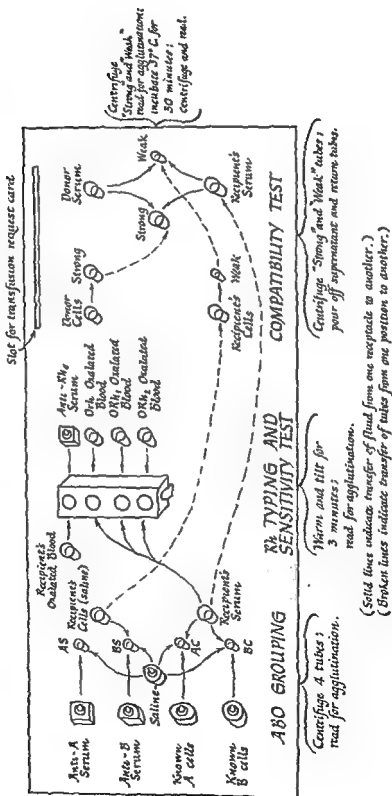 Slot for transfusion request card
Anti-A
Serum
Anti-B
Serum
Known
A cells
Known
B cells
AS
BS
Saline
AC
BC
Recipient's
Cells (saline)
Recipient's
Serum
ABO GROUPING
Centrifuge 4 tubes;
read for agglutination.
Recipient's
Oxalated Blood
Anti-Rh₀
Serum
Orh Oxalated
Blood
ORh₁ Oxalated
Blood
ORh₂ Oxalated
Blood
Rh TYPING AND
SENSITIVITY TEST
Warm and tilt for
3 minutes;
read for agglutination.
Donor
Cells
Strong
Donor
Serum
Strong
Weak
Recipient's
Cells
Weak
Recipient's
Serum
COMPATIBILITY TEST
Centrifuge "Strong" and "Weak" tubes;
pour off supernatant and return tubes.
Centrifuge
"Strong" and "Weak"
read for agglutination;
incubate 37° C. for
30 minutes;
centrifuge and read.
(Solid lines indicate transfer of fluid from one receptacle to another.)
(Broken lines indicate transfer of tubes from one position to another.)